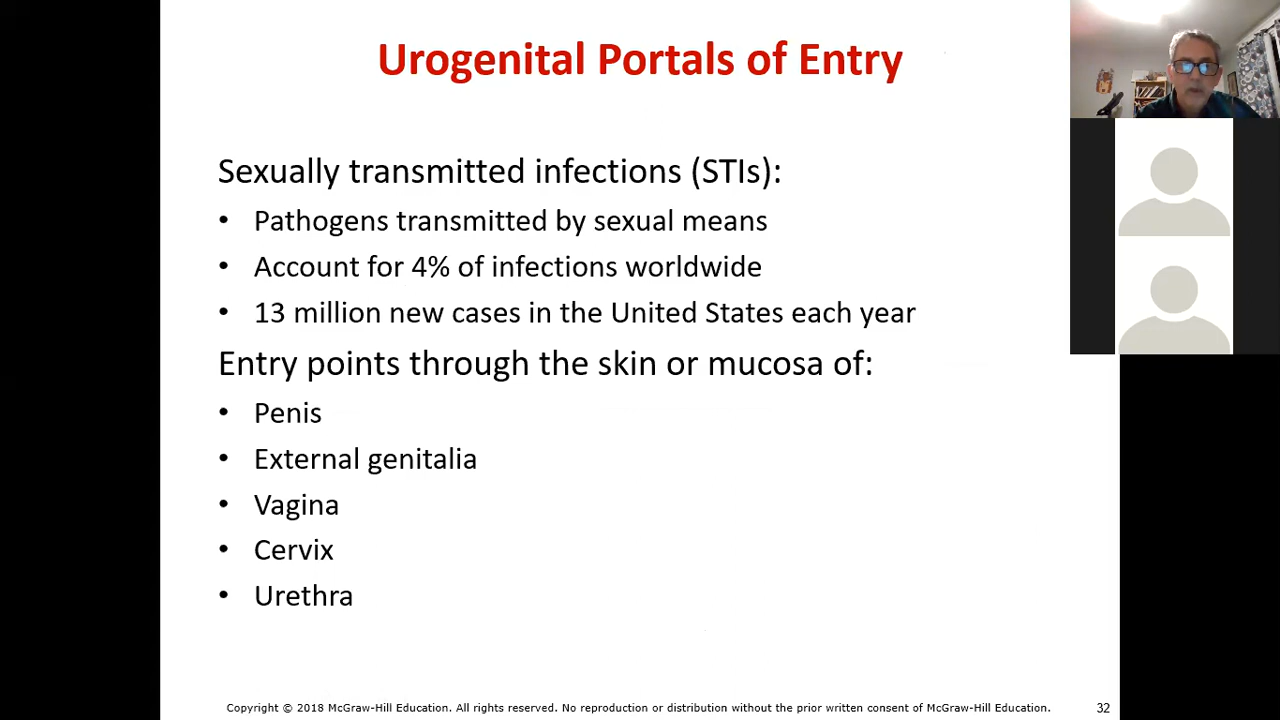 Urogenital Portals of Entry
Sexually transmitted infections (STIs):
• Pathogens transmitted by sexual means
• Account for 4% of infections worldwide
• 13 million new cases in the United States each year
Entry points through the skin or mucosa of:
• Penis
• External genitalia
• Vagina
• Cervix
• Urethra
Copyright © 2018 McGraw-Hill Education. All rights reserved. No reproduction or distribution without the prior written consent of McGraw-Hill Education.
32